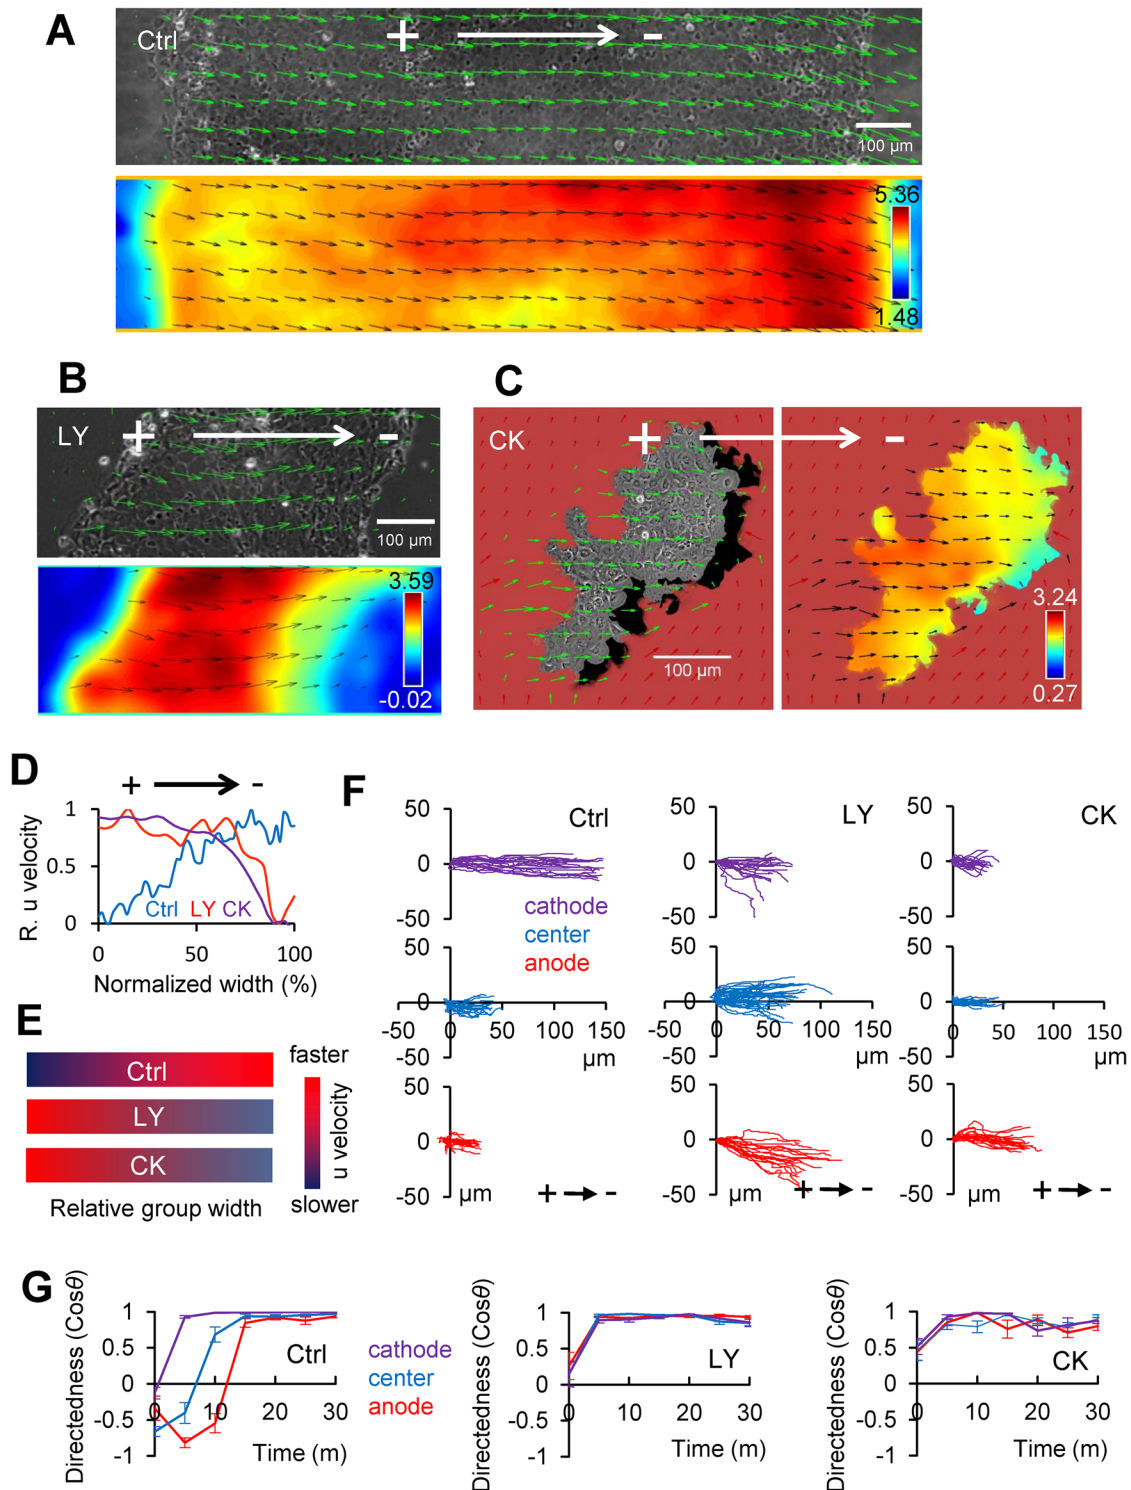 A
Ctrl
+ -
100 µm
5.36
1.48
B
LY
+ -
100 µm
3.59
-0.02
C
CK
+ -
100 µm
3.24
0.27
D
+ -
R. u velocity
1
0.5
0
Ctrl LY CK
0 50 100
Normalized width (%)
E
Ctrl
LY
CK
Relative group width
faster
u velocity
slower
F
Ctrl
50
0
-50
LY
50
0
-50
CK
50
0
-50
cathode
center
anode
50
0
-50
-50 0 50 100 150
µm
50
0
-50
-50 0 50 100 150
µm
50
0
-50
0 50 100 150
µm
50
0
-50
µm
+ -
50
0
-50
µm
+ -
50
0
-50
µm
+ -
G
Directedness (Cosθ)
1
0.5
0
-0.5
-1
0 10 20 30
Ctrl
Time (m)
cathode
center
anode
Directedness (Cosθ)
1
0.5
0
-0.5
-1
0 10 20 30
LY
Time (m)
Directedness (Cosθ)
1
0.5
0
-0.5
-1
0 10 20 30
CK
Time (m)